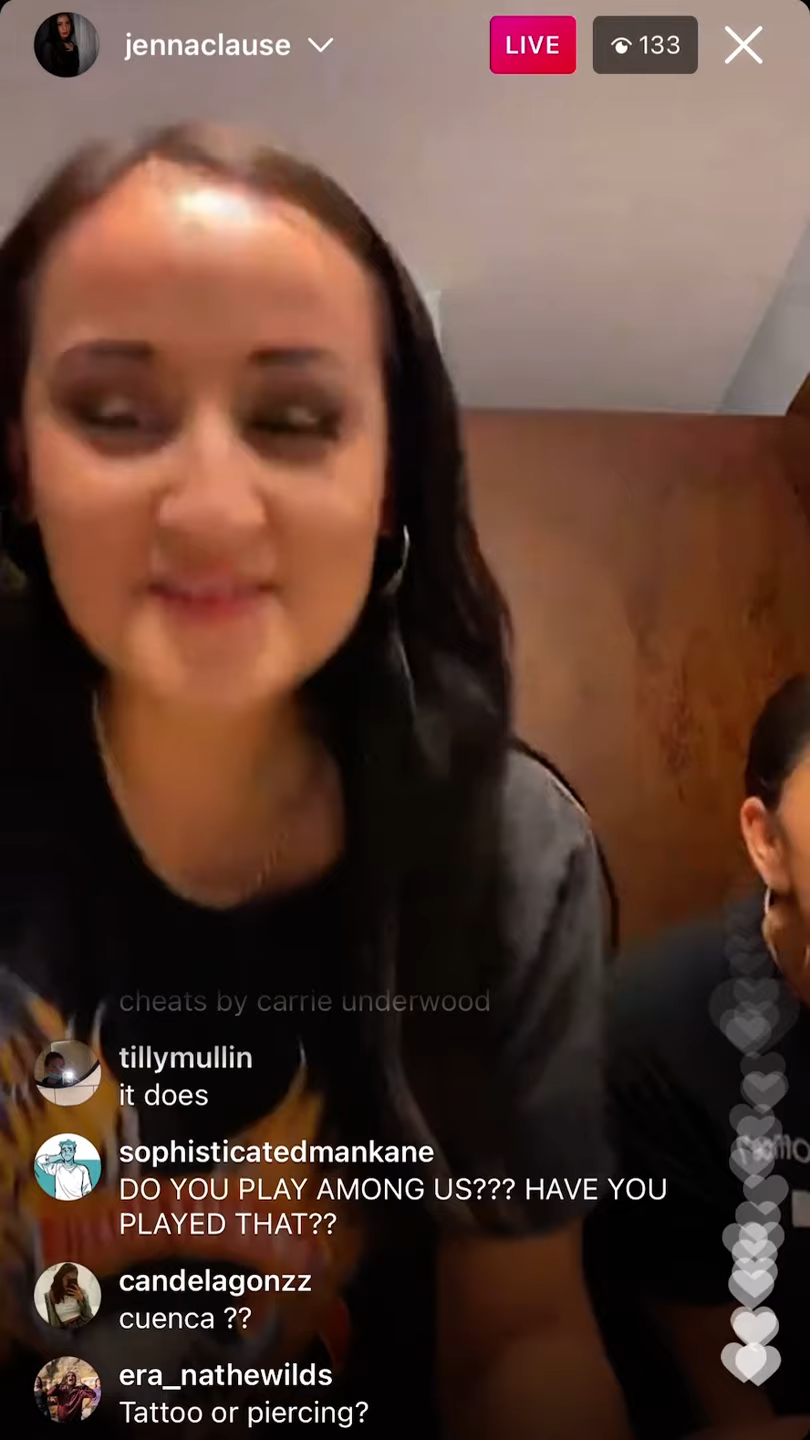 jennaclause
LIVE
133
cheats by carrie underwood
tillymullin
it does
sophisticatedmankane
DO YOU PLAY AMONG US??? HAVE YOU
PLAYED THAT??
candelagonzz
cuenca ??
era_nathewilds
Tattoo or piercing?